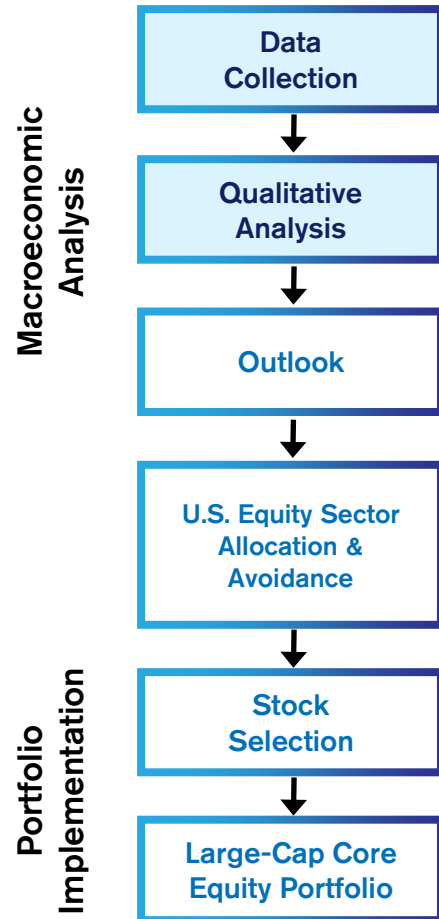 Macroeconomic
Analysis
Data
Collection
Qualitative
Analysis
Outlook
U.S. Equity Sector
Allocation &
Avoidance
Portfolio
Implementation
Stock
Selection
Large-Cap Core
Equity Portfolio